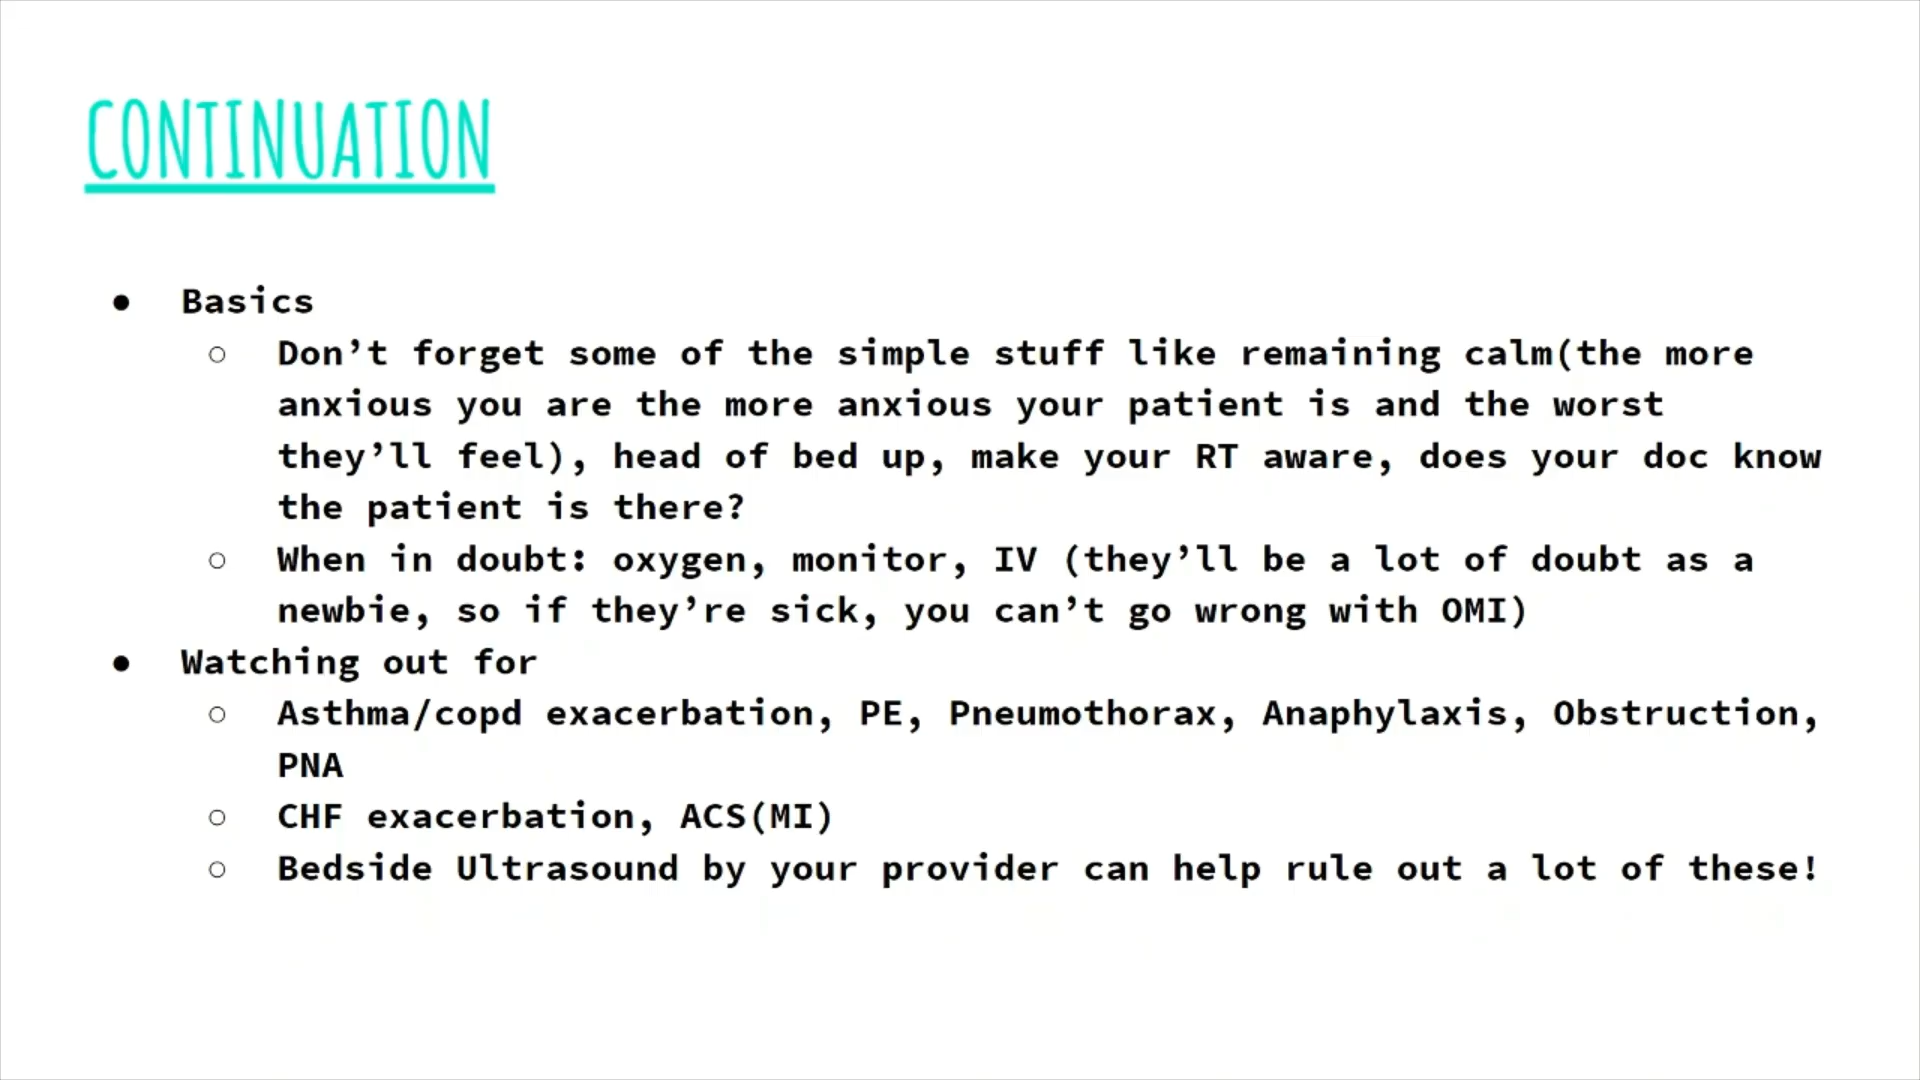 CONTINUATION
● Basics
○ Don’t forget some of the simple stuff like remaining calm(the more
anxious you are the more anxious your patient is and the worst
they’ll feel), head of bed up, make your RT aware, does your doc know
the patient is there?
○ When in doubt: oxygen, monitor, IV (they’ll be a lot of doubt as a
newbie, so if they’re sick, you can’t go wrong with OMI)
● Watching out for
○ Asthma/copd exacerbation, PE, Pneumothorax, Anaphylaxis, Obstruction,
PNA
○ CHF exacerbation, ACS(MI)
○ Bedside Ultrasound by your provider can help rule out a lot of these!